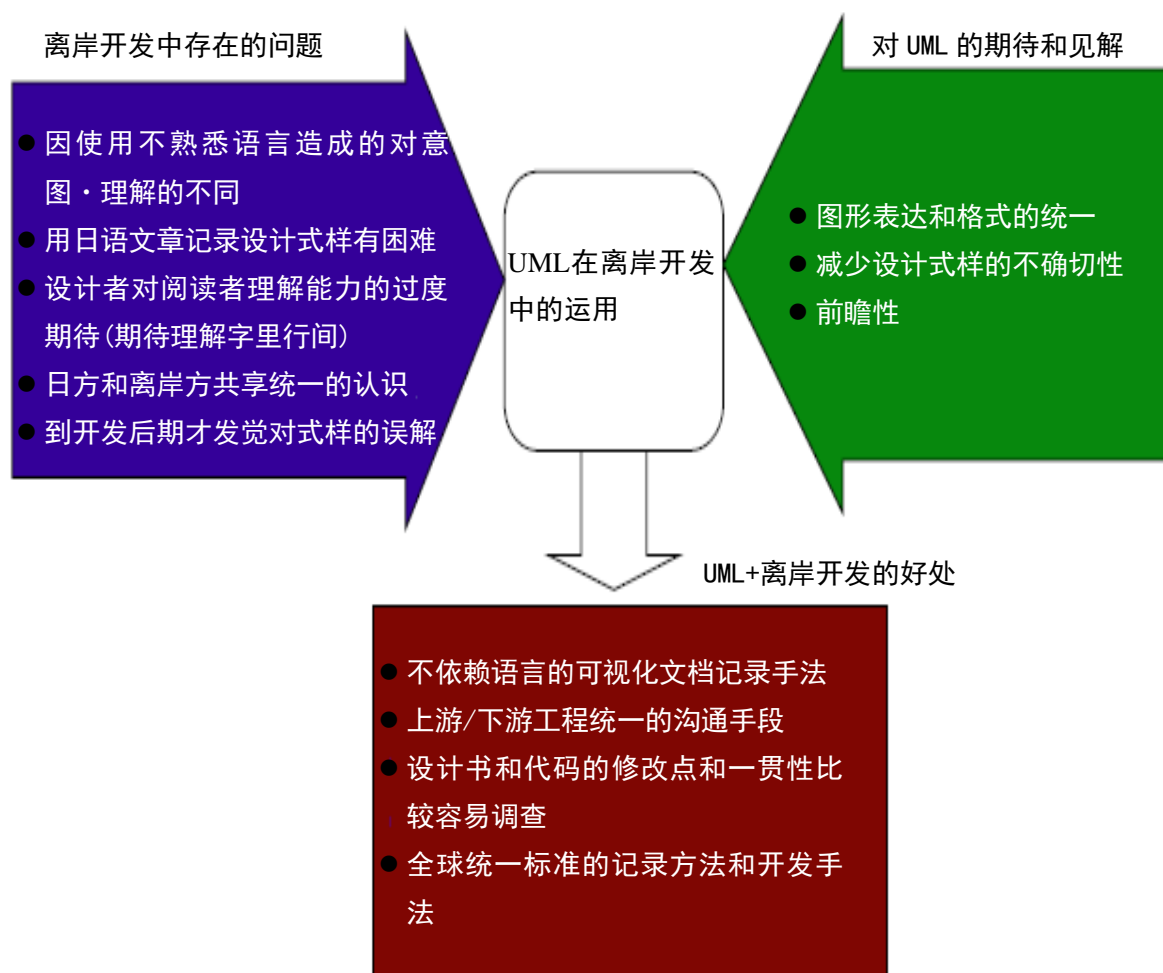 离岸开发中存在的问题
对 UML 的期待和见解
● 因使用不熟悉语言造成的对意
图·理解的不同
● 用日语文章记录设计式样有困难
● 设计者对阅读者理解能力的过度
期待(期待理解字里行间)
● 日方和离岸方共享统一的认识
● 到开发后期才发觉对式样的误解
UML在离岸开发
中的运用
● 图形表达和格式的统一
● 减少设计式样的不确切性
● 前瞻性
UML+离岸开发的好处
● 不依赖语言的可视化文档记录手法
● 上游/下游工程统一的沟通手段
● 设计书和代码的修改点和一贯性比
较容易调查
● 全球统一标准的记录方法和开发手
法